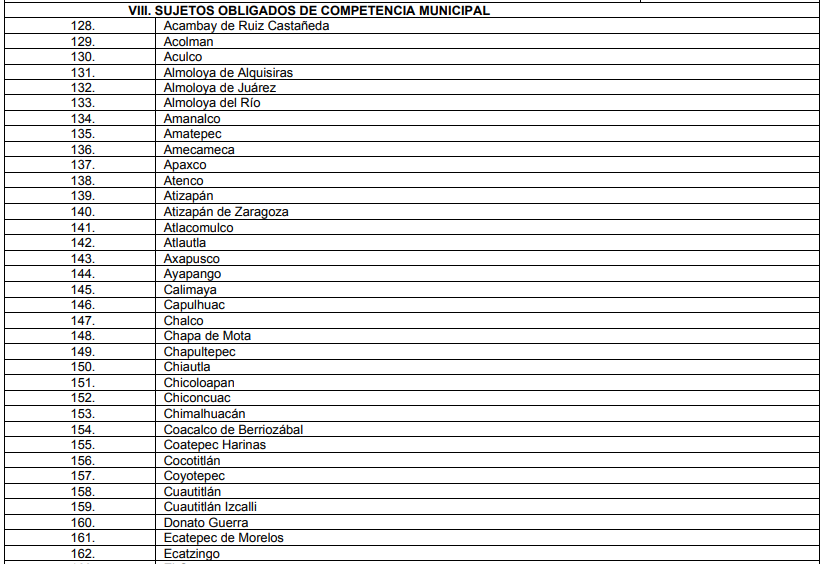 VIII. SUJETOS OBLIGADOS DE COMPETENCIA MUNICIPAL
128. Acambay de Ruiz Castañeda
129. Acolman
130. Aculco
131. Almoloya de Alquisiras
132. Almoloya de Juárez
133. Almoloya del Río
134. Amanalco
135. Amatepec
136. Amecameca
137. Apaxco
138. Atenco
139. Atizapán
140. Atizapán de Zaragoza
141. Atlacomulco
142. Atlautla
143. Axapusco
144. Ayapango
145. Calimaya
146. Capulhuac
147. Chalco
148. Chapa de Mota
149. Chapultepec
150. Chiautla
151. Chicoloapan
152. Chiconcuac
153. Chimalhuacán
154. Coacalco de Berriozábal
155. Coatepec Harinas
156. Cocotitlán
157. Coyotepec
158. Cuautitlán
159. Cuautitlán Izcalli
160. Donato Guerra
161. Ecatepec de Morelos
162. Ecatzingo